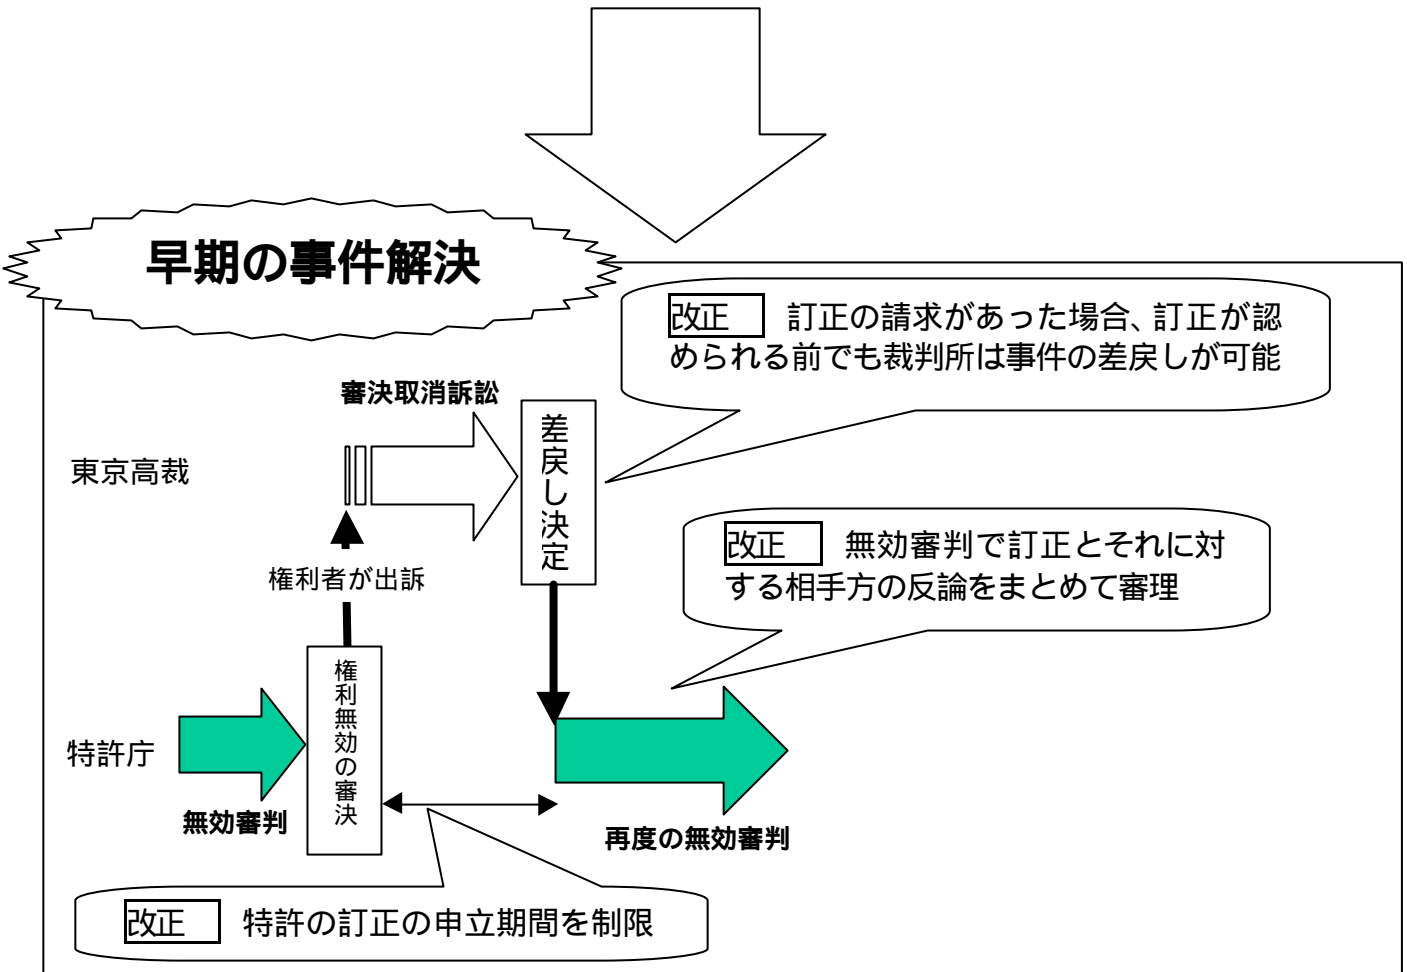 早期の事件解決
改正 訂正の請求があった場合、訂正が認
められる前でも裁判所は事件の差戻しが可能
審決取消訴訟
東京高裁
差戻し決定
改正 無効審判で訂正とそれに対
する相手方の反論をまとめて審理
権利者が出訴
権利無効の審決
特許庁
無効審判
再度の無効審判
改正 特許の訂正の申立期間を制限